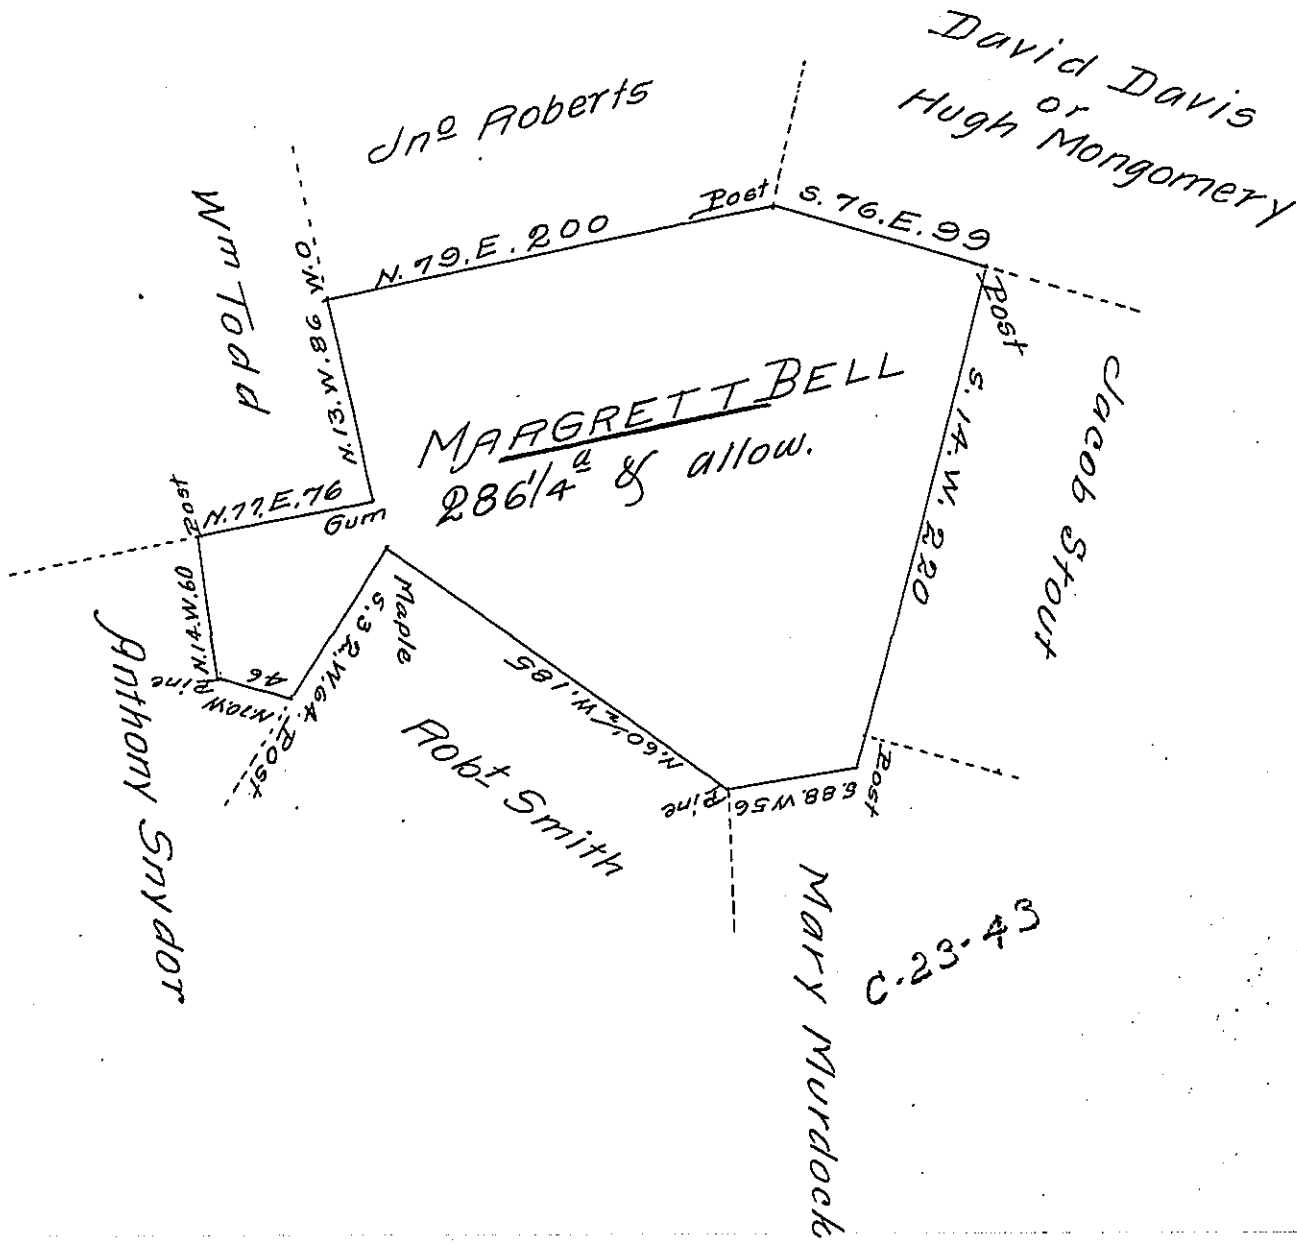 David Davis
or
Hugh Mongomery
Jnº Roberts
Wm Todd
Post
S. 76. E. 99
N. 79. E. 200
W.O
N. 13. W. 86
Post
S. 14. W. 220
Jacob Stout
MARGRETT BELL
286 1/4 a & allow.
Post
N. 77. E. 76
Gum
N. 14. W. 60
Pine
46
N. 70. W
Maple
S. 32. W. 64.
Post
N. 60 1/2 W. 185
Robt Smith
Pine
S. 88. W 56
Post
Anthony Snydor
Mary Murdock
C. 23. 43